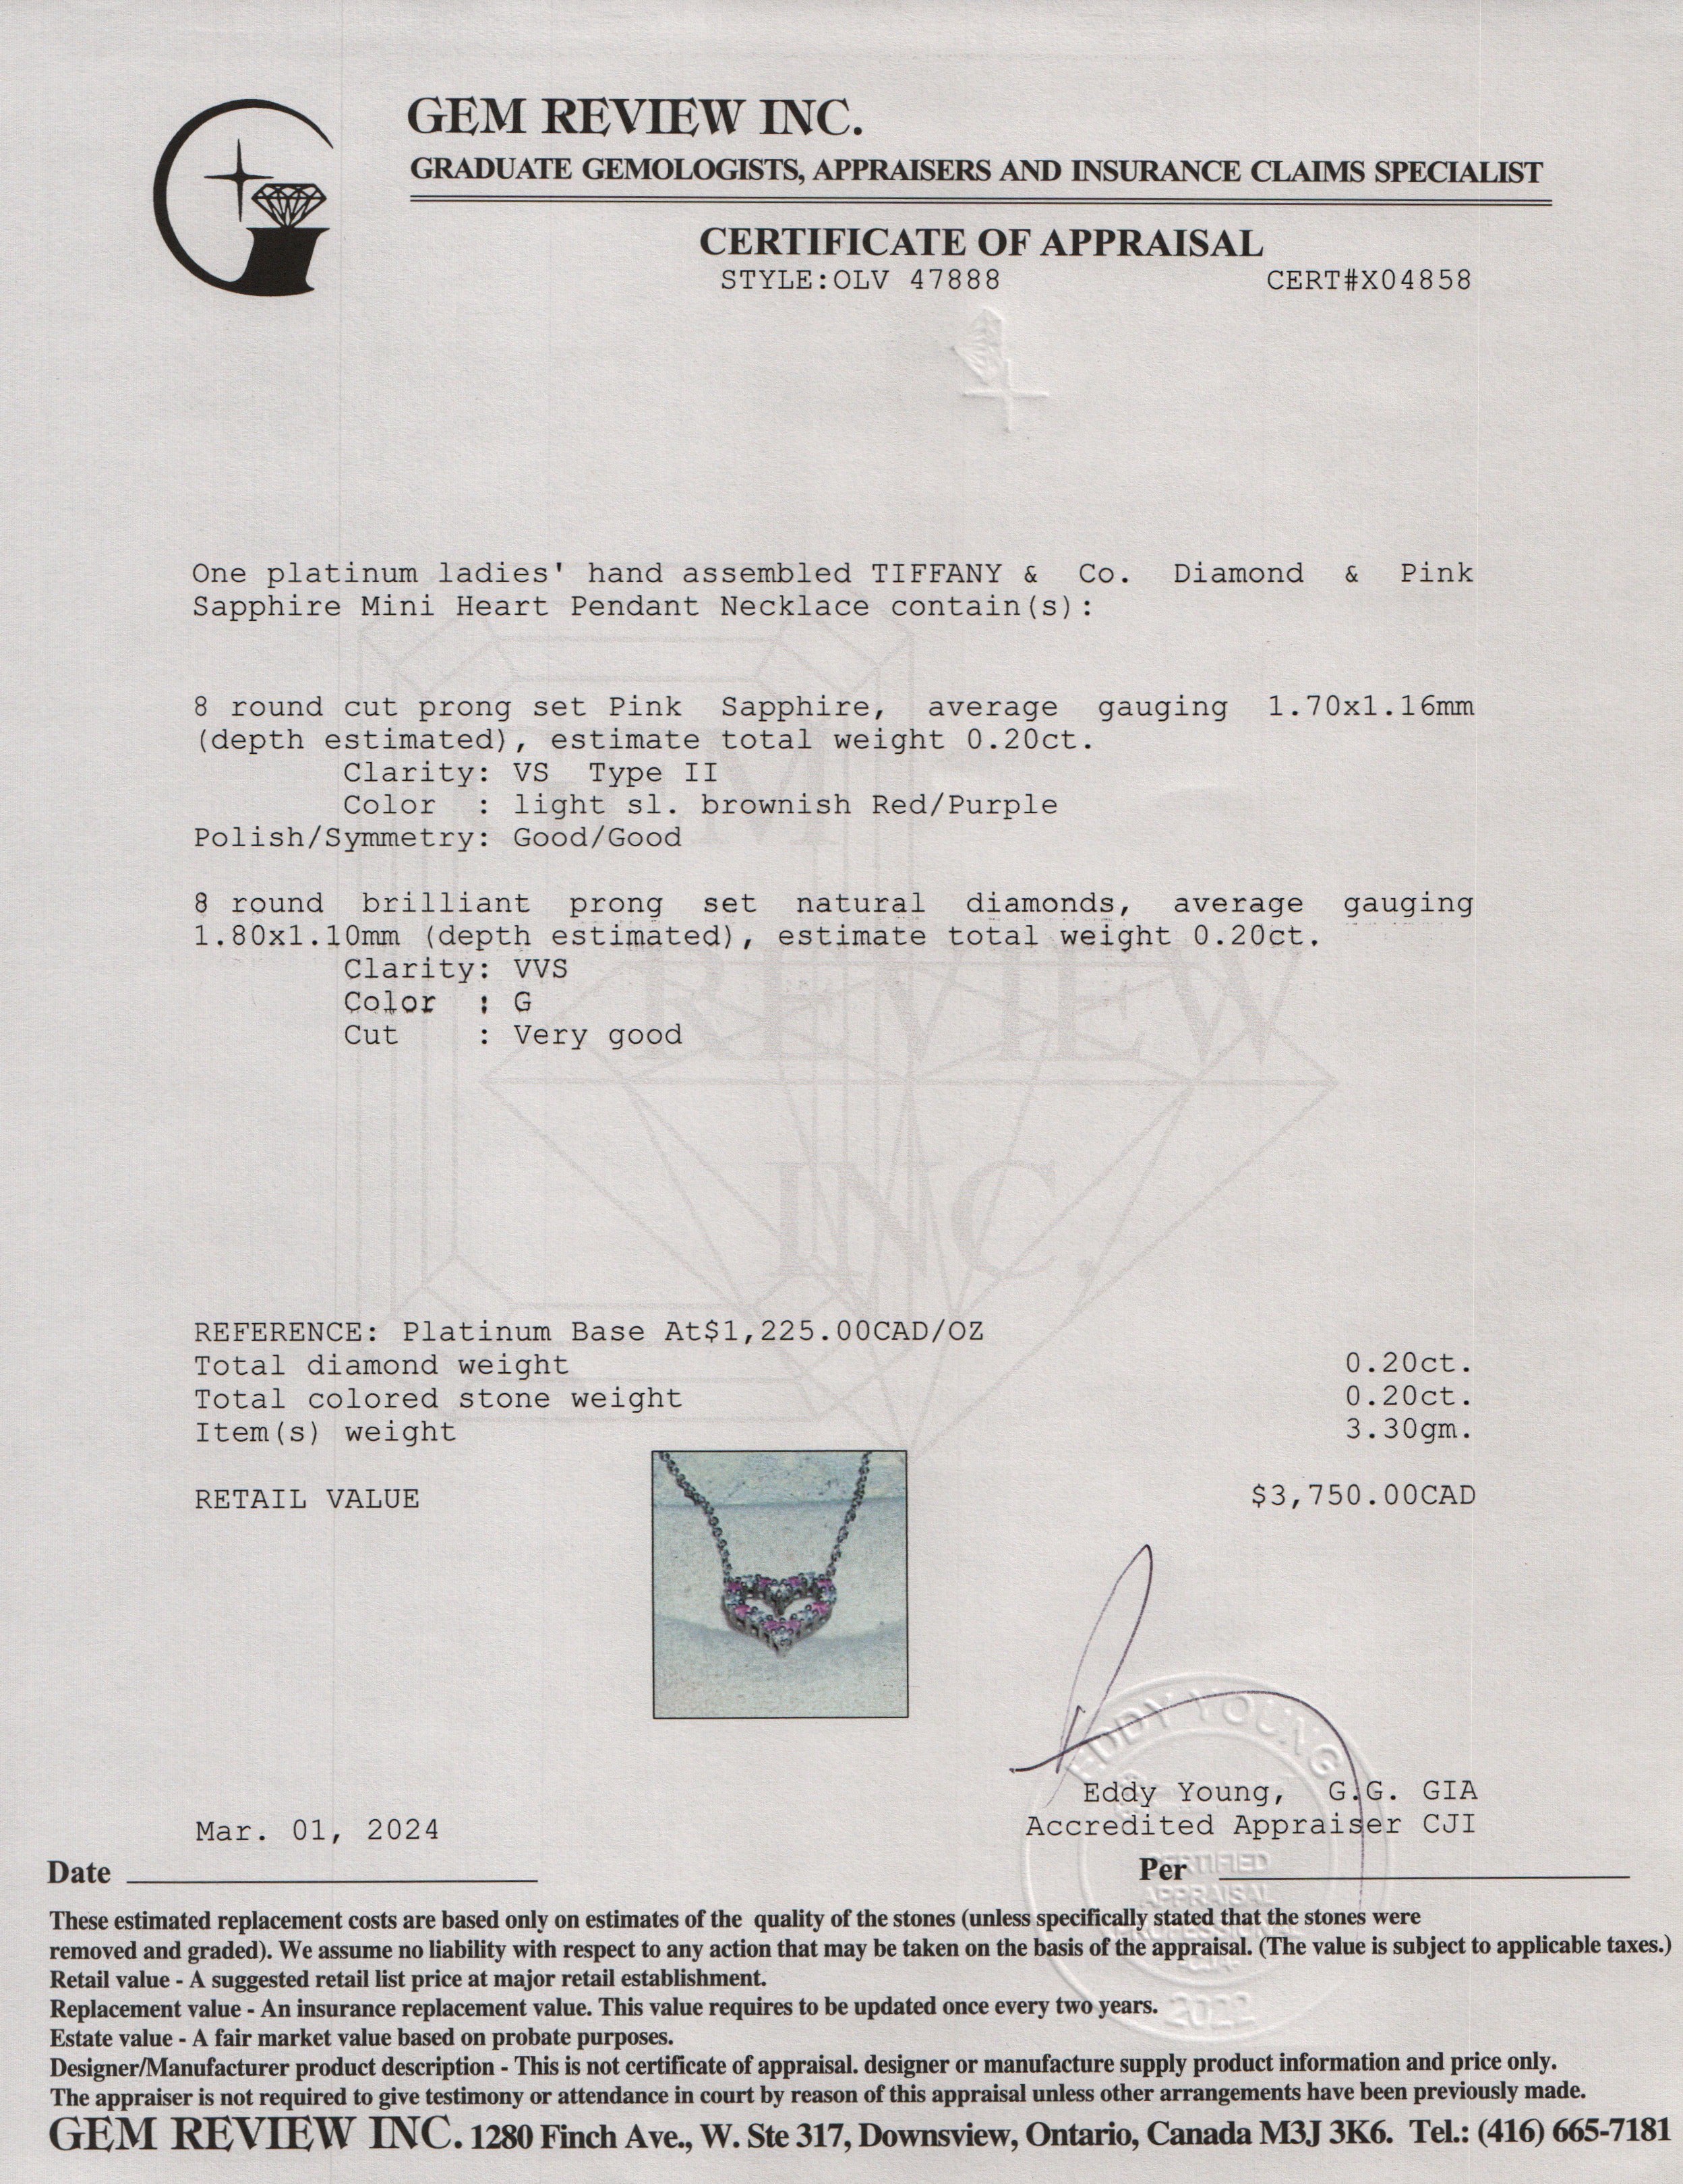 GEM REVIEW INC.
GRADUATE GEMOLOGISTS, APPRAISERS AND INSURANCE CLAIMS SPECIALIST
CERTIFICATE OF APPRAISAL
STYLE:OLV 47888 CERT#X04858
One platinum ladies' hand assembled TIFFANY & Co. Diamond & Pink
Sapphire Mini Heart Pendant Necklace contain(s):
8 round cut prong set Pink Sapphire, average gauging 1.70x1.16mm
(depth estimated), estimate total weight 0.20ct.
Clarity: VS Type II
Color : light sl. brownish Red/Purple
Polish/Symmetry: Good/Good
8 round brilliant prong set natural diamonds, average gauging
1.80x1.10mm (depth estimated), estimate total weight 0.20ct.
Clarity: VVS
Color : G
Cut : Very good
REVIEW
INC.
REFERENCE: Platinum Base At$1,225.00CAD/OZ
Total diamond weight 0.20ct.
Total colored stone weight 0.20ct.
Item(s) weight 3.30gm.
RETAIL VALUE $3,750.00CAD
EDDY YOUNG
Eddy Young, G.G. GIA
Mar. 01, 2024 Accredited Appraiser CJI
Date Per
CERTIFIED
APPRAISAL
PROFESSIONAL
2022
These estimated replacement costs are based only on estimates of the quality of the stones (unless specifically stated that the stones were
removed and graded). We assume no liability with respect to any action that may be taken on the basis of the appraisal. (The value is subject to applicable taxes.)
Retail value - A suggested retail list price at major retail establishment.
Replacement value - An insurance replacement value. This value requires to be updated once every two years.
Estate value - A fair market value based on probate purposes.
Designer/Manufacturer product description - This is not certificate of appraisal. designer or manufacture supply product information and price only.
The appraiser is not required to give testimony or attendance in court by reason of this appraisal unless other arrangements have been previously made.
GEM REVIEW INC. 1280 Finch Ave., W. Ste 317, Downsview, Ontario, Canada M3J 3K6. Tel.: (416) 665-7181